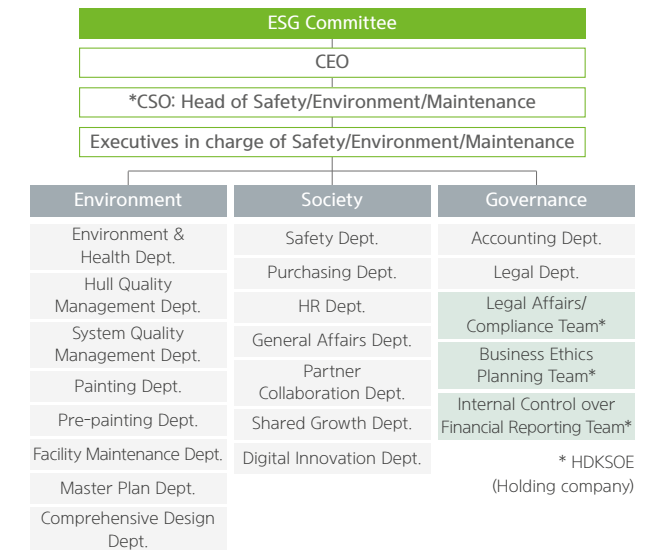 ESG Committee
CEO
*CSO: Head of Safety/Environment/Maintenance
Executives in charge of Safety/Environment/Maintenance
Environment
Environment &
Health Dept.
Hull Quality
Management Dept.
System Quality
Management Dept.
Painting Dept.
Pre-painting Dept.
Facility Maintenance Dept.
Master Plan Dept.
Comprehensive Design
Dept.
Society
Safety Dept.
Purchasing Dept.
HR Dept.
General Affairs Dept.
Partner
Collaboration Dept.
Shared Growth Dept.
Digital Innovation Dept.
Governance
Accounting Dept.
Legal Dept.
Legal Affairs/
Compliance Team*
Business Ethics
Planning Team*
Internal Control over
Financial Reporting Team*
* HDKSOE
(Holding company)